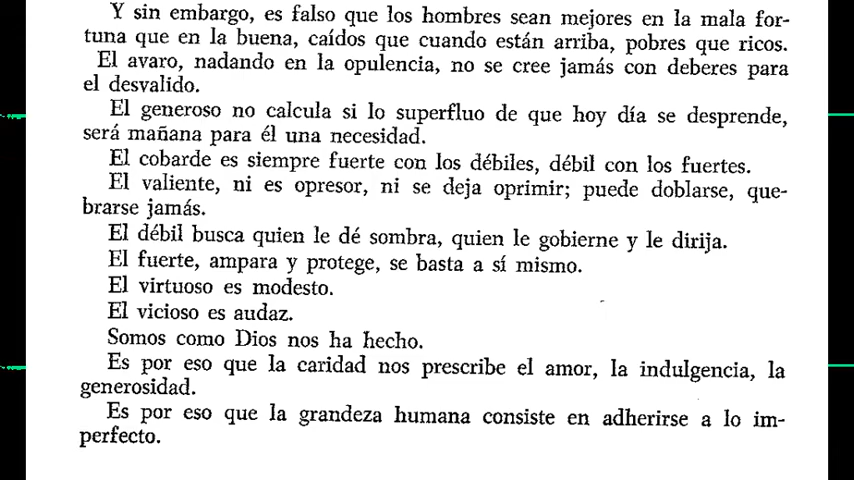 Y sin embargo, es falso que los hombres sean mejores en la mala for-
tuna que en la buena, caídos que cuando están arriba, pobres que ricos.
El avaro, nadando en la opulencia, no se cree jamás con deberes para
el desvalido.
El generoso no calcula si lo superfluo de que hoy día se desprende,
será mañana para él una necesidad.
El cobarde es siempre fuerte con los débiles, débil con los fuertes.
El valiente, ni es opresor, ni se deja oprimir; puede doblarse, que-
brarse jamás.
El débil busca quien le dé sombra, quien le gobierne y le dirija.
El fuerte, ampara y protege, se basta a sí mismo.
El virtuoso es modesto.
El vicioso es audaz.
Somos como Dios nos ha hecho.
Es por eso que la caridad nos prescribe el amor, la indulgencia, la
generosidad.
Es por eso que la grandeza humana consiste en adherirse a lo im-
perfecto.